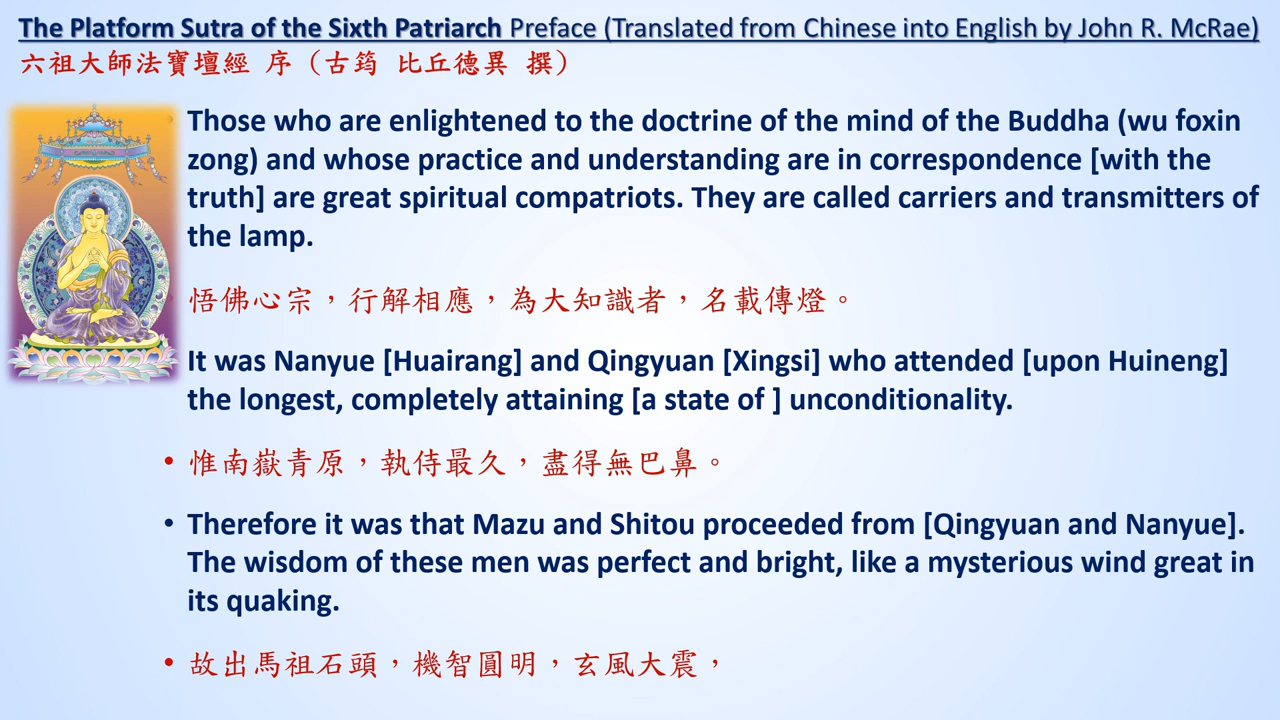 The Platform Sutra of the Sixth Patriarch Preface (Translated from Chinese into English by John R. McRae)
六祖大師法寶壇經 序 (古筠 比丘德異 撰)
Those who are enlightened to the doctrine of the mind of the Buddha (wu foxin
zong) and whose practice and understanding are in correspondence [with the
truth] are great spiritual compatriots. They are called carriers and transmitters of
the lamp.
悟佛心宗，行解相應，為大知識者，名載傳燈。
It was Nanyue [Huairang] and Qingyuan [Xingsi] who attended [upon Huineng]
the longest, completely attaining [a state of ] unconditionality.
• 惟南嶽青原，執侍最久，盡得無巴鼻。
• Therefore it was that Mazu and Shitou proceeded from [Qingyuan and Nanyue].
The wisdom of these men was perfect and bright, like a mysterious wind great in
its quaking.
• 故出馬祖石頭，機智圓明，玄風大震，